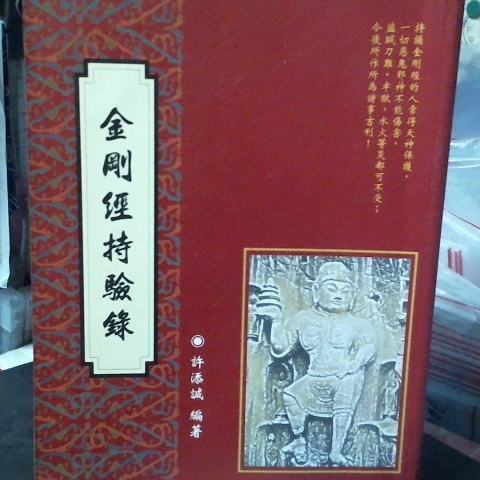 持誦金剛經的人當得天神保護，
一切惡鬼邪神不能傷害，
盜賊刀難，牢獄，水火等災都可不受；
今後所作所為諸事吉利！
金剛經持驗錄
許添誠 編著